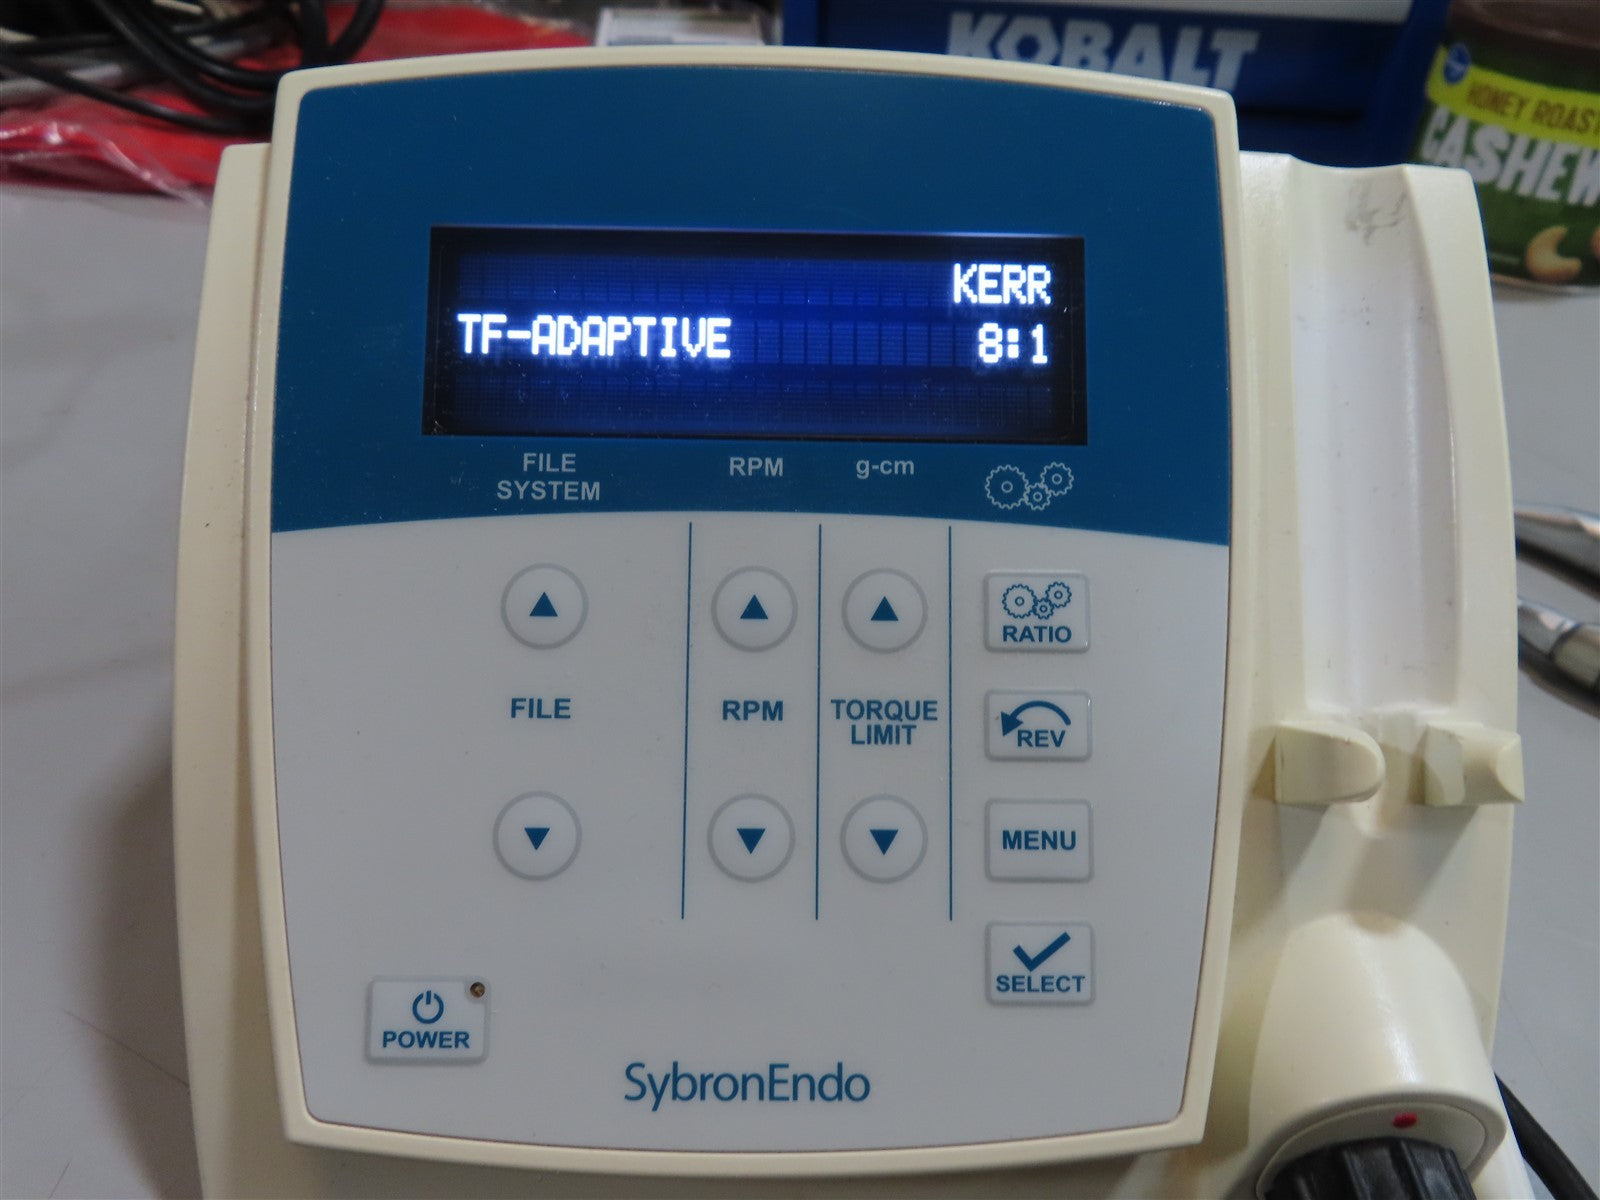 KOBALT
HONEY ROAS
CASHEW
KERR
TF-ADAPTIVE 8:1
FILE SYSTEM
RPM
g-cm
RATIO
FILE
RPM
TORQUE
LIMIT
REV
MENU
SELECT
POWER
SybronEndo